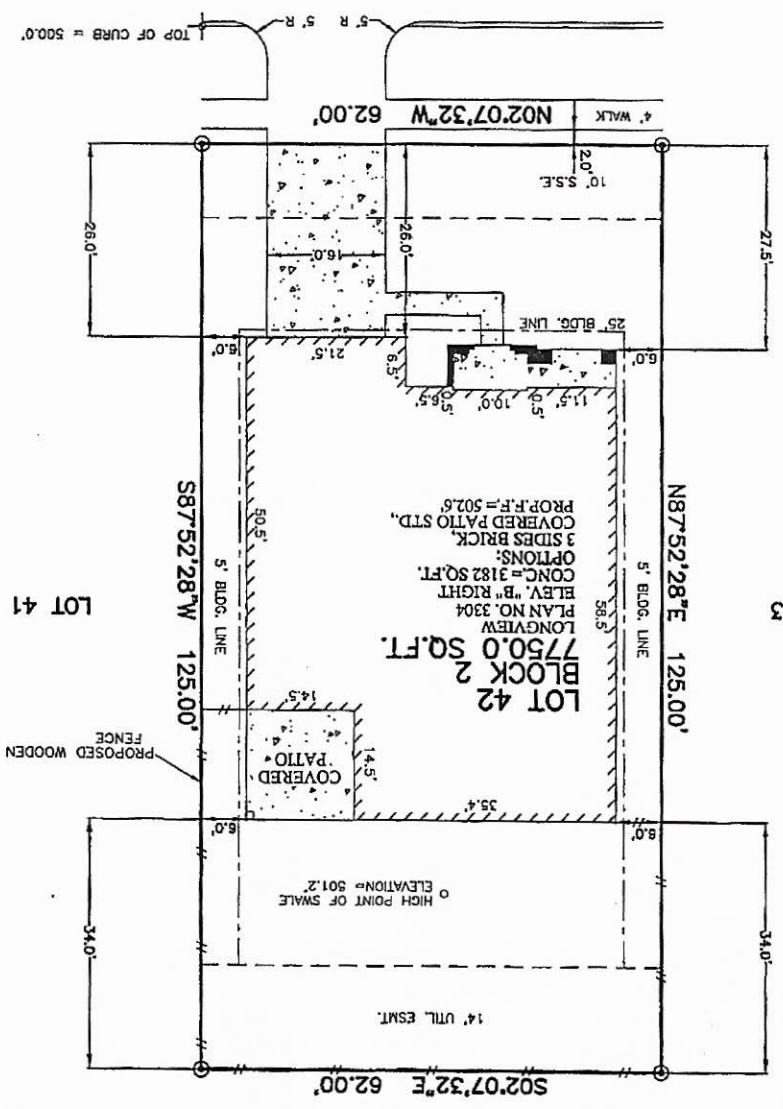 S02°07'32"E 62.00'
14' UTIL ESMT.
34.0'
34.0'
HIGH POINT OF SWALE
ELEVATION= 501.2'
6.0'
6.0'
35.4'
PROPOSED WOODEN
FENCE
COVERED
PATIO
14.5'
14.5'
LOT 41
S87°52'28"W 125.00'
5' BLDG. LINE
50.5'
LOT 42
BLOCK 2
7750.0 SQ.FT.
LONGVIEW
PLAN NO. 3304
ELEV. "B" RIGHT
CONC.= 3182 SQ.FT.
OPTIONS:
3 SIDES BRICK,
COVERED PATIO STD.,
PROP.F.F.= 502.6'
58.5'
5' BLDG. LINE
N87°52'28"E 125.00'
3
6.5'
0.5'
10.0'
0.5'
11.5'
6.5'
6.0'
21.5'
6.0'
25' BLDG. LINE
26.0'
16.0'
26.0'
27.5'
10' S.S.E.
2.0'
N02°07'32"W 62.00'
4' WALK
TOP OF CURB = 500.0'
5' R
5' R